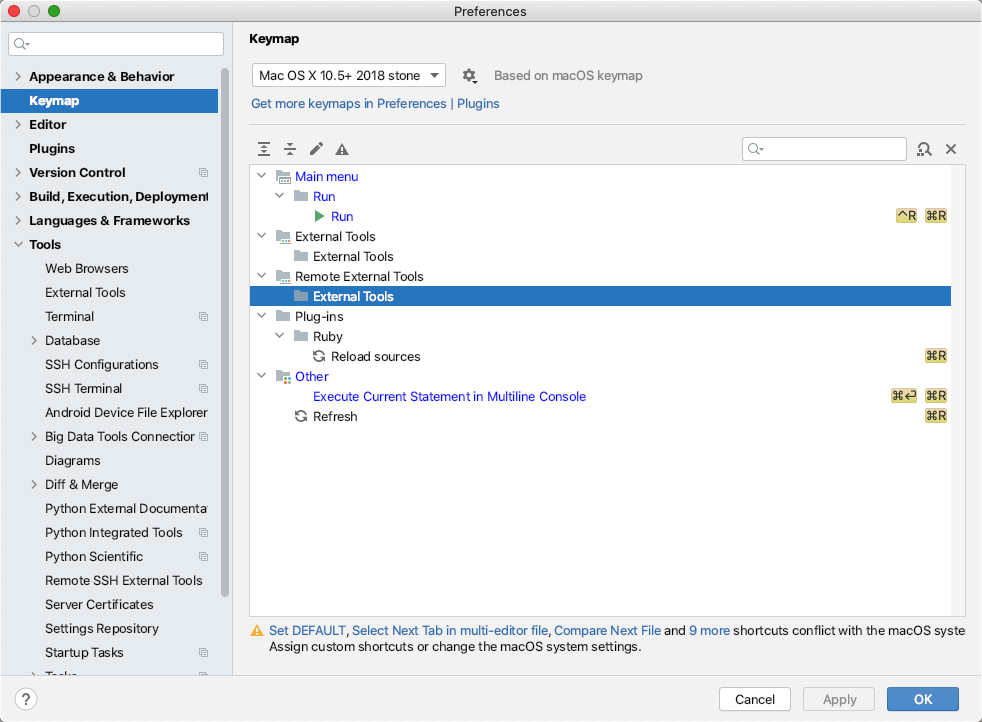 Preferences
Appearance & Behavior
Keymap
Editor
Plugins
Version Control
Build, Execution, Deployment
Languages & Frameworks
Tools
Web Browsers
External Tools
Terminal
Database
SSH Configurations
SSH Terminal
Android Device File Explorer
Big Data Tools Connection
Diagrams
Diff & Merge
Python External Documenta
Python Integrated Tools
Python Scientific
Remote SSH External Tools
Server Certificates
Settings Repository
Startup Tasks
Tasks
Keymap
Mac OS X 10.5+ 2018 stone
Based on macOS keymap
Get more keymaps in Preferences | Plugins
Main menu
Run
Run ^R ⌘R
External Tools
External Tools
Remote External Tools
External Tools
Plug-ins
Ruby
Reload sources ⌘R
Other
Execute Current Statement in Multiline Console ⌘↩ ⌘R
Refresh ⌘R
Set DEFAULT, Select Next Tab in multi-editor file, Compare Next File and 9 more shortcuts conflict with the macOS syste
Assign custom shortcuts or change the macOS system settings.
?
Cancel
Apply
OK